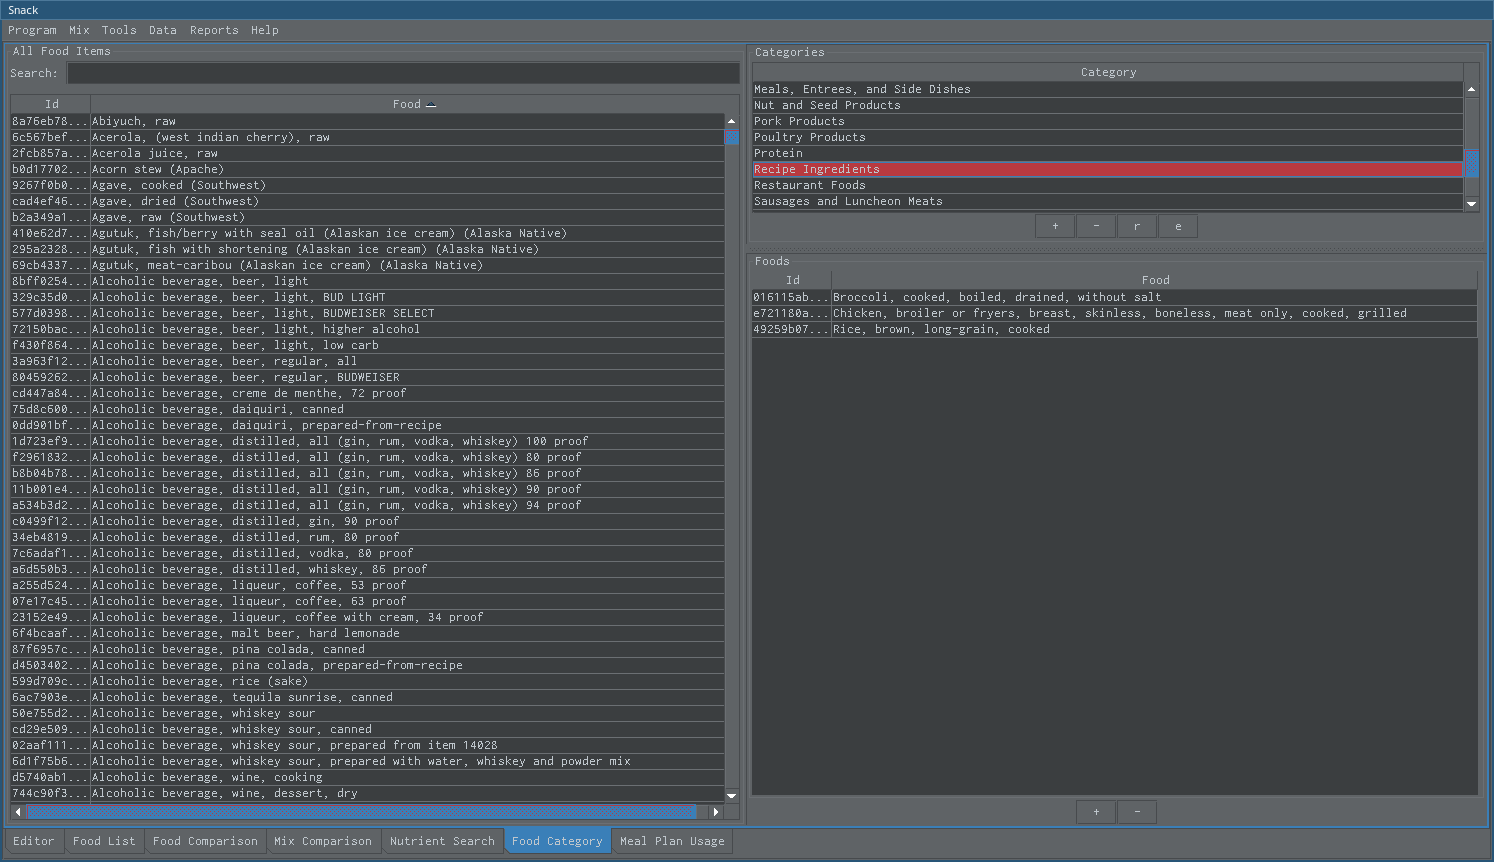 Snack
Program Mix Tools Data Reports Help
All Food Items
Search:
Id Food
8a76eb78... Abiyuch, raw
6c567bef... Acerola, (west indian cherry), raw
2fcb857a... Acerola juice, raw
b0d17702... Acorn stew (Apache)
9267f0b0... Agave, cooked (Southwest)
cad4ef46... Agave, dried (Southwest)
b2a349a1... Agave, raw (Southwest)
410e62d7... Agutuk, fish/berry with seal oil (Alaskan ice cream) (Alaska Native)
295a2328... Agutuk, fish with shortening (Alaskan ice cream) (Alaska Native)
69cb4337... Agutuk, meat-caribou (Alaskan ice cream) (Alaska Native)
8bff0254... Alcoholic beverage, beer, light
329c35d0... Alcoholic beverage, beer, light, BUD LIGHT
577d0398... Alcoholic beverage, beer, light, BUDWEISER SELECT
72150bac... Alcoholic beverage, beer, light, higher alcohol
f430f864... Alcoholic beverage, beer, light, low carb
3a963f12... Alcoholic beverage, beer, regular, all
80459262... Alcoholic beverage, beer, regular, BUDWEISER
cd447a84... Alcoholic beverage, creme de menthe, 72 proof
75d8c600... Alcoholic beverage, daiquiri, canned
0dd901bf... Alcoholic beverage, daiquiri, prepared-from-recipe
1d723ef9... Alcoholic beverage, distilled, all (gin, rum, vodka, whiskey) 100 proof
f2961832... Alcoholic beverage, distilled, all (gin, rum, vodka, whiskey) 80 proof
b8b04b78... Alcoholic beverage, distilled, all (gin, rum, vodka, whiskey) 86 proof
11b001e4... Alcoholic beverage, distilled, all (gin, rum, vodka, whiskey) 90 proof
a534b3d2... Alcoholic beverage, distilled, all (gin, rum, vodka, whiskey) 94 proof
c0499f12... Alcoholic beverage, distilled, gin, 90 proof
34eb4819... Alcoholic beverage, distilled, rum, 80 proof
7c6adaf1... Alcoholic beverage, distilled, vodka, 80 proof
a6d550b3... Alcoholic beverage, distilled, whiskey, 86 proof
a255d524... Alcoholic beverage, liqueur, coffee, 53 proof
07e17c45... Alcoholic beverage, liqueur, coffee, 63 proof
23152e49... Alcoholic beverage, liqueur, coffee with cream, 34 proof
6f4bcaaf... Alcoholic beverage, malt beer, hard lemonade
87f6957c... Alcoholic beverage, pina colada, canned
d4503402... Alcoholic beverage, pina colada, prepared-from-recipe
599d709c... Alcoholic beverage, rice (sake)
6ac7903e... Alcoholic beverage, tequila sunrise, canned
50e755d2... Alcoholic beverage, whiskey sour
cd29e509... Alcoholic beverage, whiskey sour, canned
02aaf111... Alcoholic beverage, whiskey sour, prepared from item 14028
6d1f75b6... Alcoholic beverage, whiskey sour, prepared with water, whiskey and powder mix
d5740ab1... Alcoholic beverage, wine, cooking
744c90f3... Alcoholic beverage, wine, dessert, dry
Categories
Category
Meals, Entrees, and Side Dishes
Nut and Seed Products
Pork Products
Poultry Products
Protein
Recipe Ingredients
Restaurant Foods
Sausages and Luncheon Meats
+ - r e
Foods
Id Food
016115ab... Broccoli, cooked, boiled, drained, without salt
e721180a... Chicken, broiler or fryers, breast, skinless, boneless, meat only, cooked, grilled
49259b07... Rice, brown, long-grain, cooked
+ -
Editor Food List Food Comparison Mix Comparison Nutrient Search Food Category Meal Plan Usage